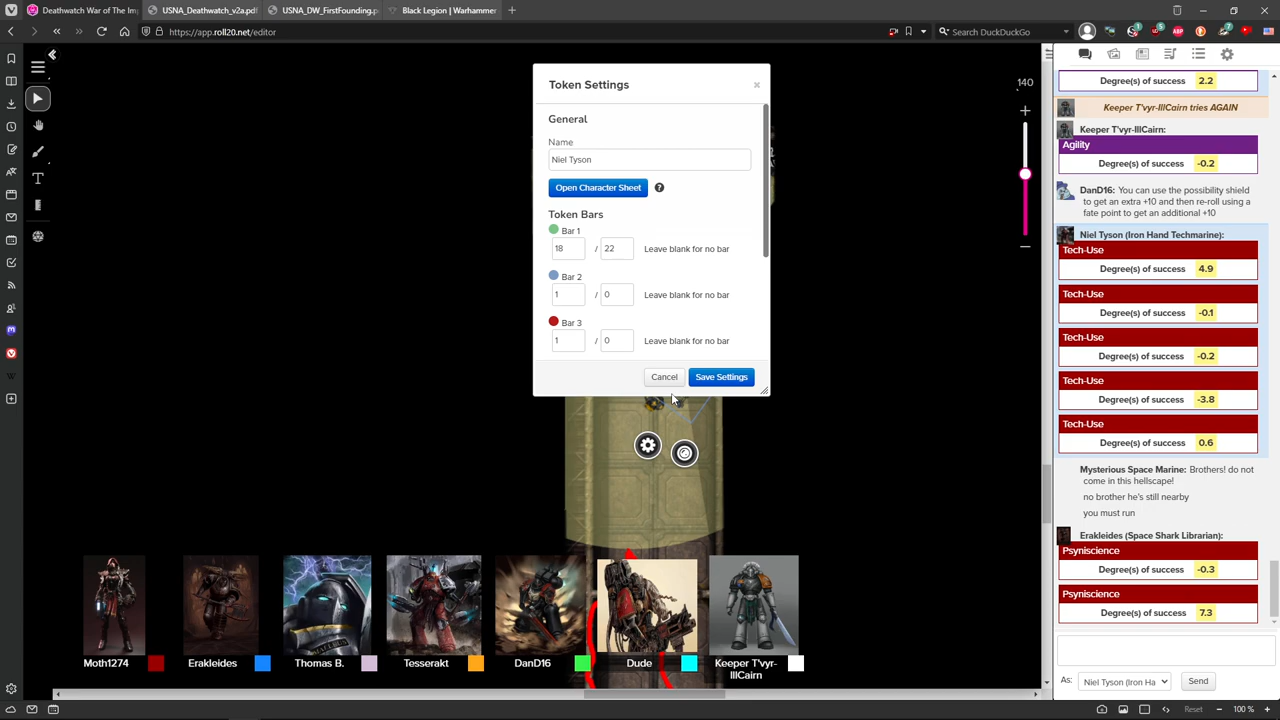 Deathwatch War of The Im
USNA_Deathwatch_v2a.pdf
USNA_DW_FirstFounding.p
Black Legion | Warhammer
https://app.roll20.net/editor
Search DuckDuckGo
140
Token Settings
General
Name
Niel Tyson
Open Character Sheet
Token Bars
Bar 1
18 / 22 Leave blank for no bar
Bar 2
1 / 0 Leave blank for no bar
Bar 3
1 / 0 Leave blank for no bar
Cancel Save Settings
Moth1274
Erakleides
Thomas B.
Tesserakt
DanD16
Dude
Keeper T'vyr-
IllCairn
Degree(s) of success 2.2
Keeper T'vyr-IllCairn tries AGAIN
Keeper T'vyr-IllCairn:
Agility
Degree(s) of success -0.2
DanD16: You can use the possibility shield
to get an extra +10 and then re-roll using a
fate point to get an additional +10
Niel Tyson (Iron Hand Techmarine):
Tech-Use
Degree(s) of success 4.9
Tech-Use
Degree(s) of success -0.1
Tech-Use
Degree(s) of success -0.2
Tech-Use
Degree(s) of success -3.8
Tech-Use
Degree(s) of success 0.6
Mysterious Space Marine: Brothers! do not
come in this hellscape!
no brother he's still nearby
you must run
Erakleides (Space Shark Librarian):
Psyniscience
Degree(s) of success -0.3
Psyniscience
Degree(s) of success 7.3
As: Niel Tyson (Iron Ha Send
Reset 100 %